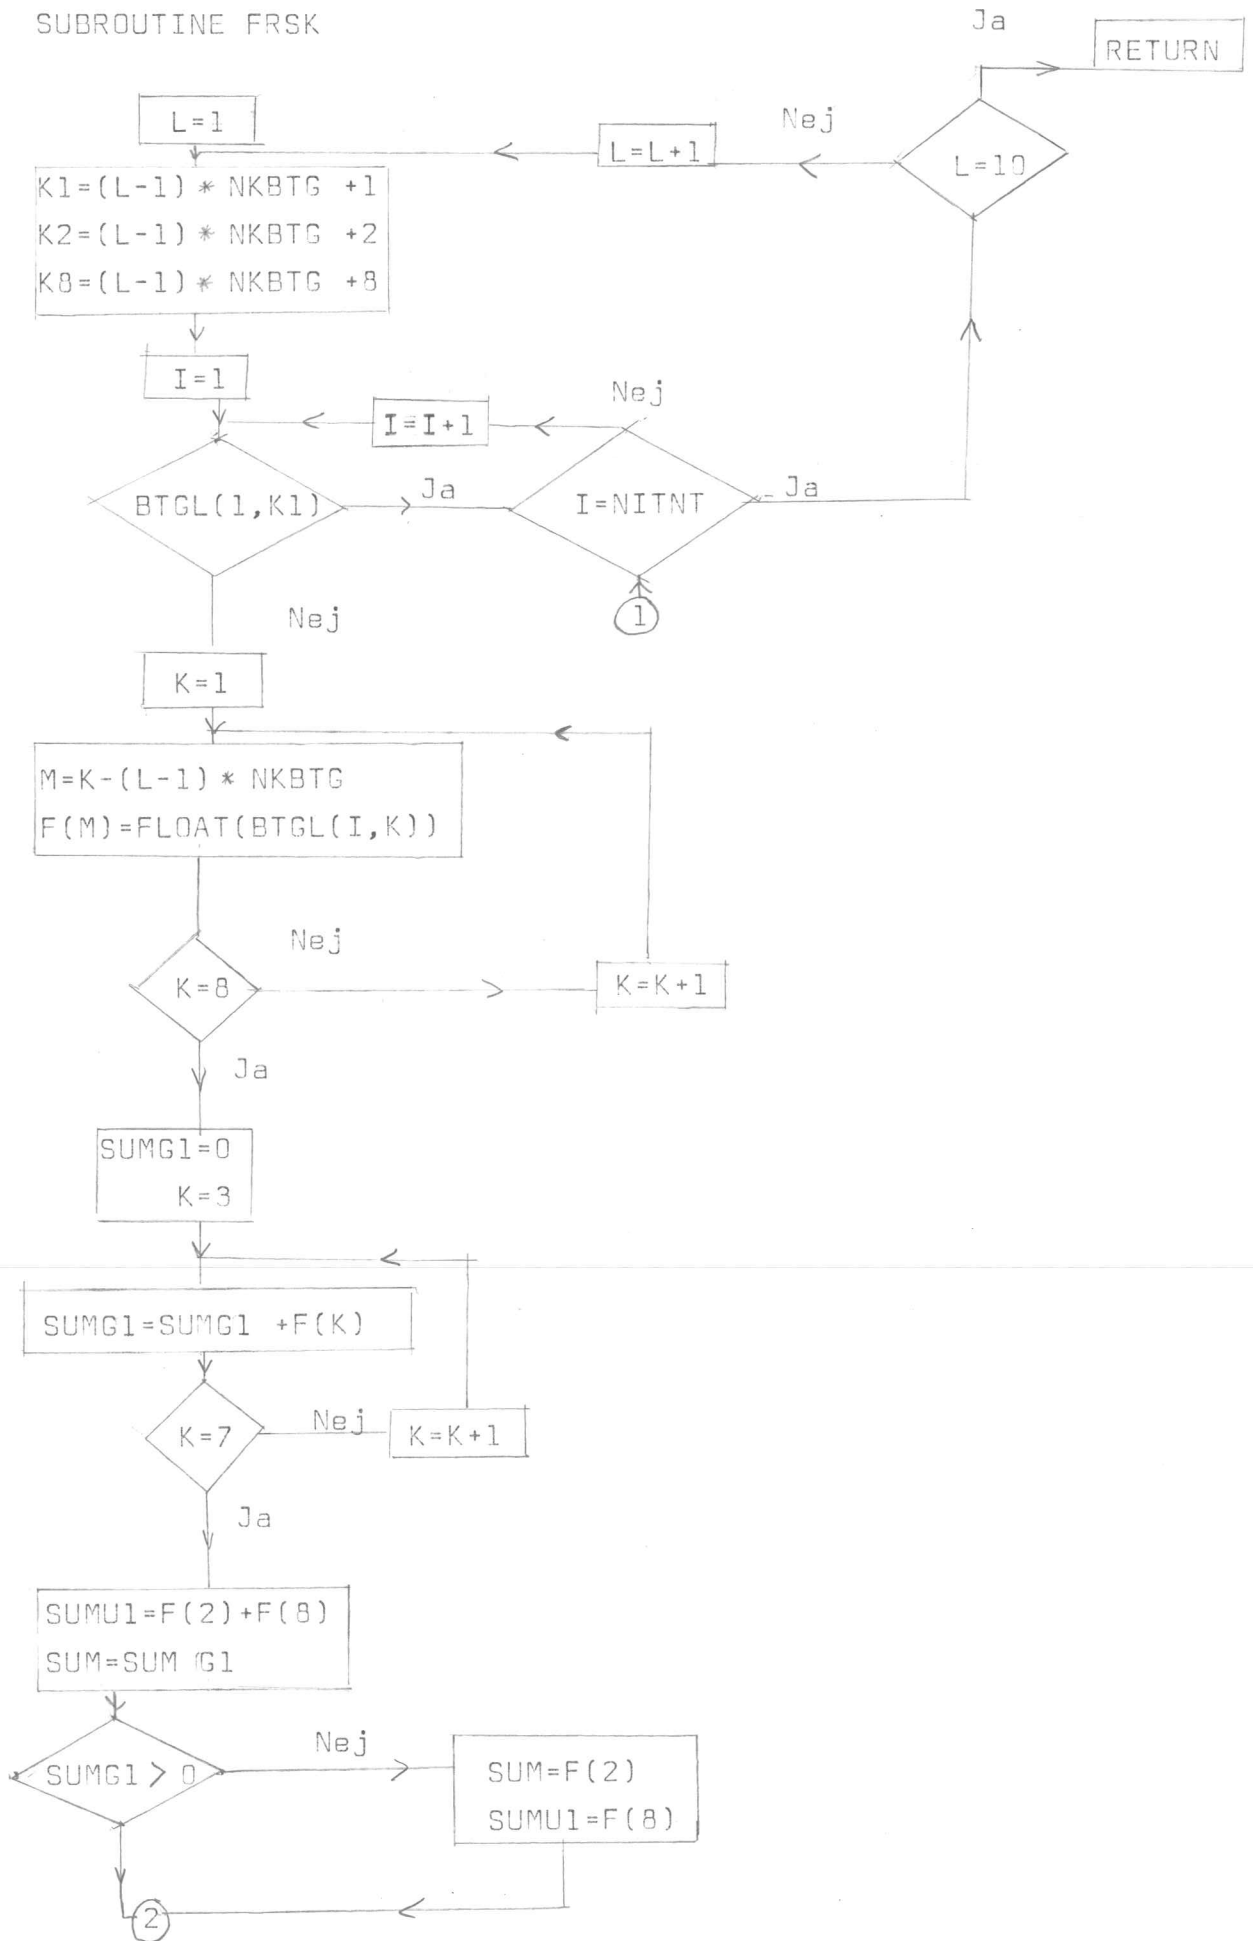 SUBROUTINE FRSK
Ja
RETURN
L=1
Nej
L=L+1
L=10
K1=(L-1) * NKBTG +1
K2=(L-1) * NKBTG +2
K8=(L-1) * NKBTG +8
I=1
Nej
I=I+1
BTGL(1,K1)
Ja
I=NITNT
Ja
1
Nej
K=1
M=K-(L-1) * NKBTG
F(M)=FLOAT(BTGL(I,K))
Nej
K=8
K=K+1
Ja
SUMG1=0
K=3
SUMG1=SUMG1 +F(K)
K=7
Nej
K=K+1
Ja
SUMU1=F(2)+F(8)
SUM=SUM G1
Nej
SUMG1 > 0
SUM=F(2)
SUMU1=F(8)
2